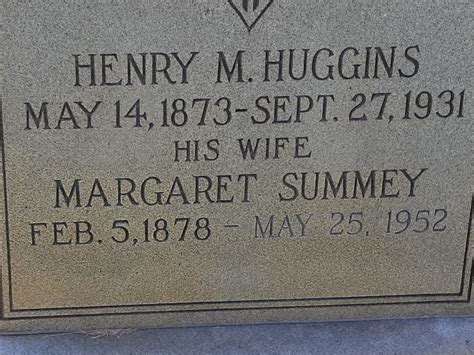 HENRY M. HUGGINS
MAY 14, 1873-SEPT. 27, 1931
HIS WIFE
MARGARET SUMMEY
FEB. 5, 1878 - MAY 25, 1952